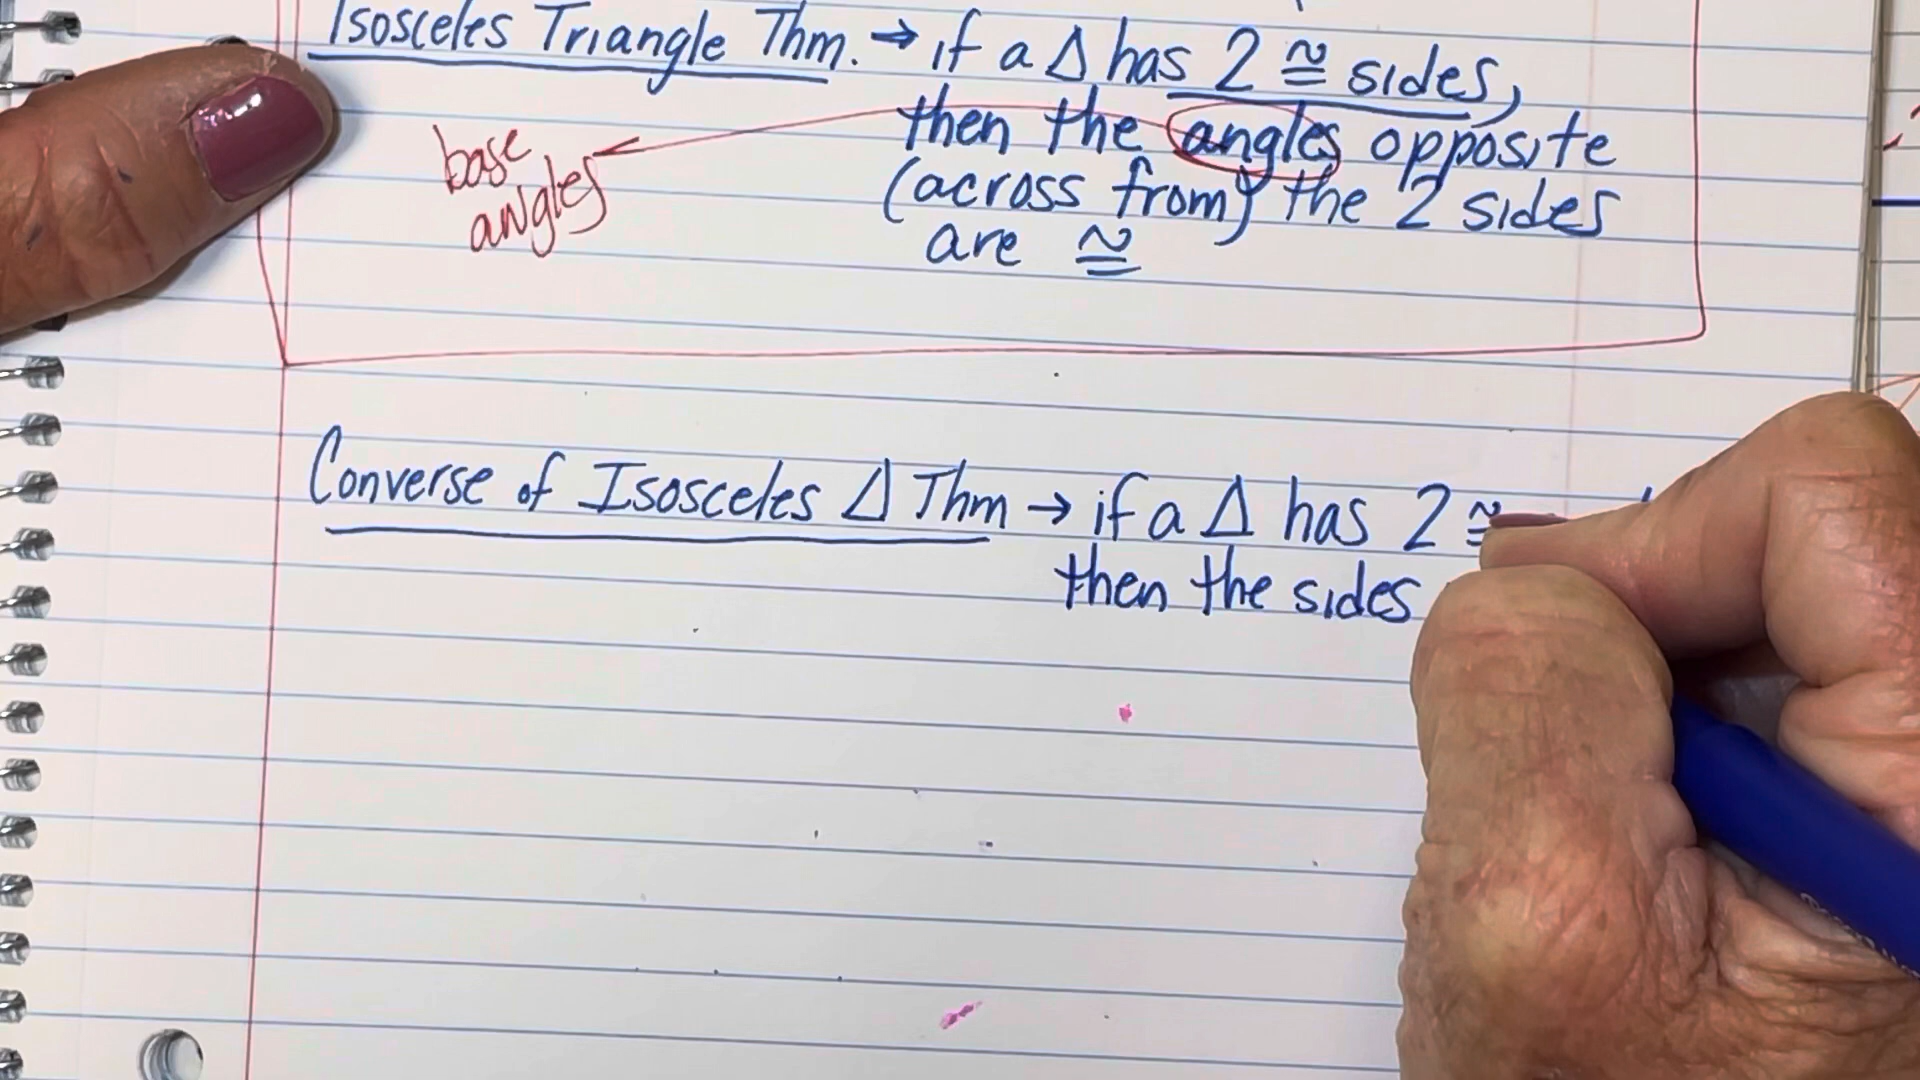 Isosceles Triangle Thm. → if a Δ has 2 ≅ sides,
then the angles opposite
(across from) the 2 sides
are ≅
base
angles
Converse of Isosceles Δ Thm → if a Δ has 2 ≅
then the sides